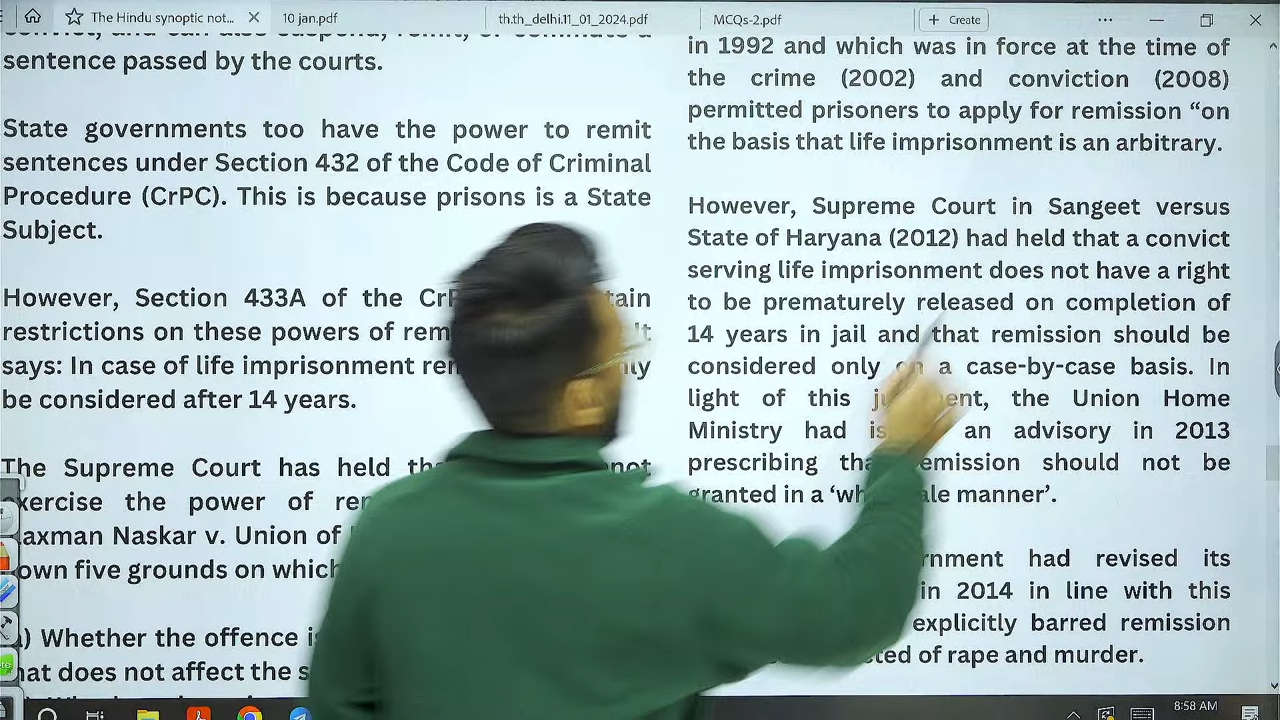 The Hindu synoptic not...
10 jan.pdf
th.th_delhi.11_01_2024.pdf
MCQs-2.pdf
+ Create
sentence passed by the courts.
State governments too have the power to remit
sentences under Section 432 of the Code of Criminal
Procedure (CrPC). This is because prisons is a State
Subject.
However, Section 433A of the
restrictions on these powers of
says: In case of life imprisonment
be considered after 14 years.
The Supreme Court has held
exercise the power of
Laxman Naskar v. Union of
own five grounds on which
Whether the offence
that does not affect the
in 1992 and which was in force at the time of
the crime (2002) and conviction (2008)
permitted prisoners to apply for remission “on
the basis that life imprisonment is an arbitrary.
However, Supreme Court in Sangeet versus
State of Haryana (2012) had held that a convict
serving life imprisonment does not have a right
to be prematurely released on completion of
14 years in jail and that remission should be
considered only on a case-by-case basis. In
light of this the Union Home
Ministry had an advisory in 2013
prescribing remission should not be
granted in a manner’.
had revised its
in 2014 in line with this
explicitly barred remission
of rape and murder.
8:58 AM